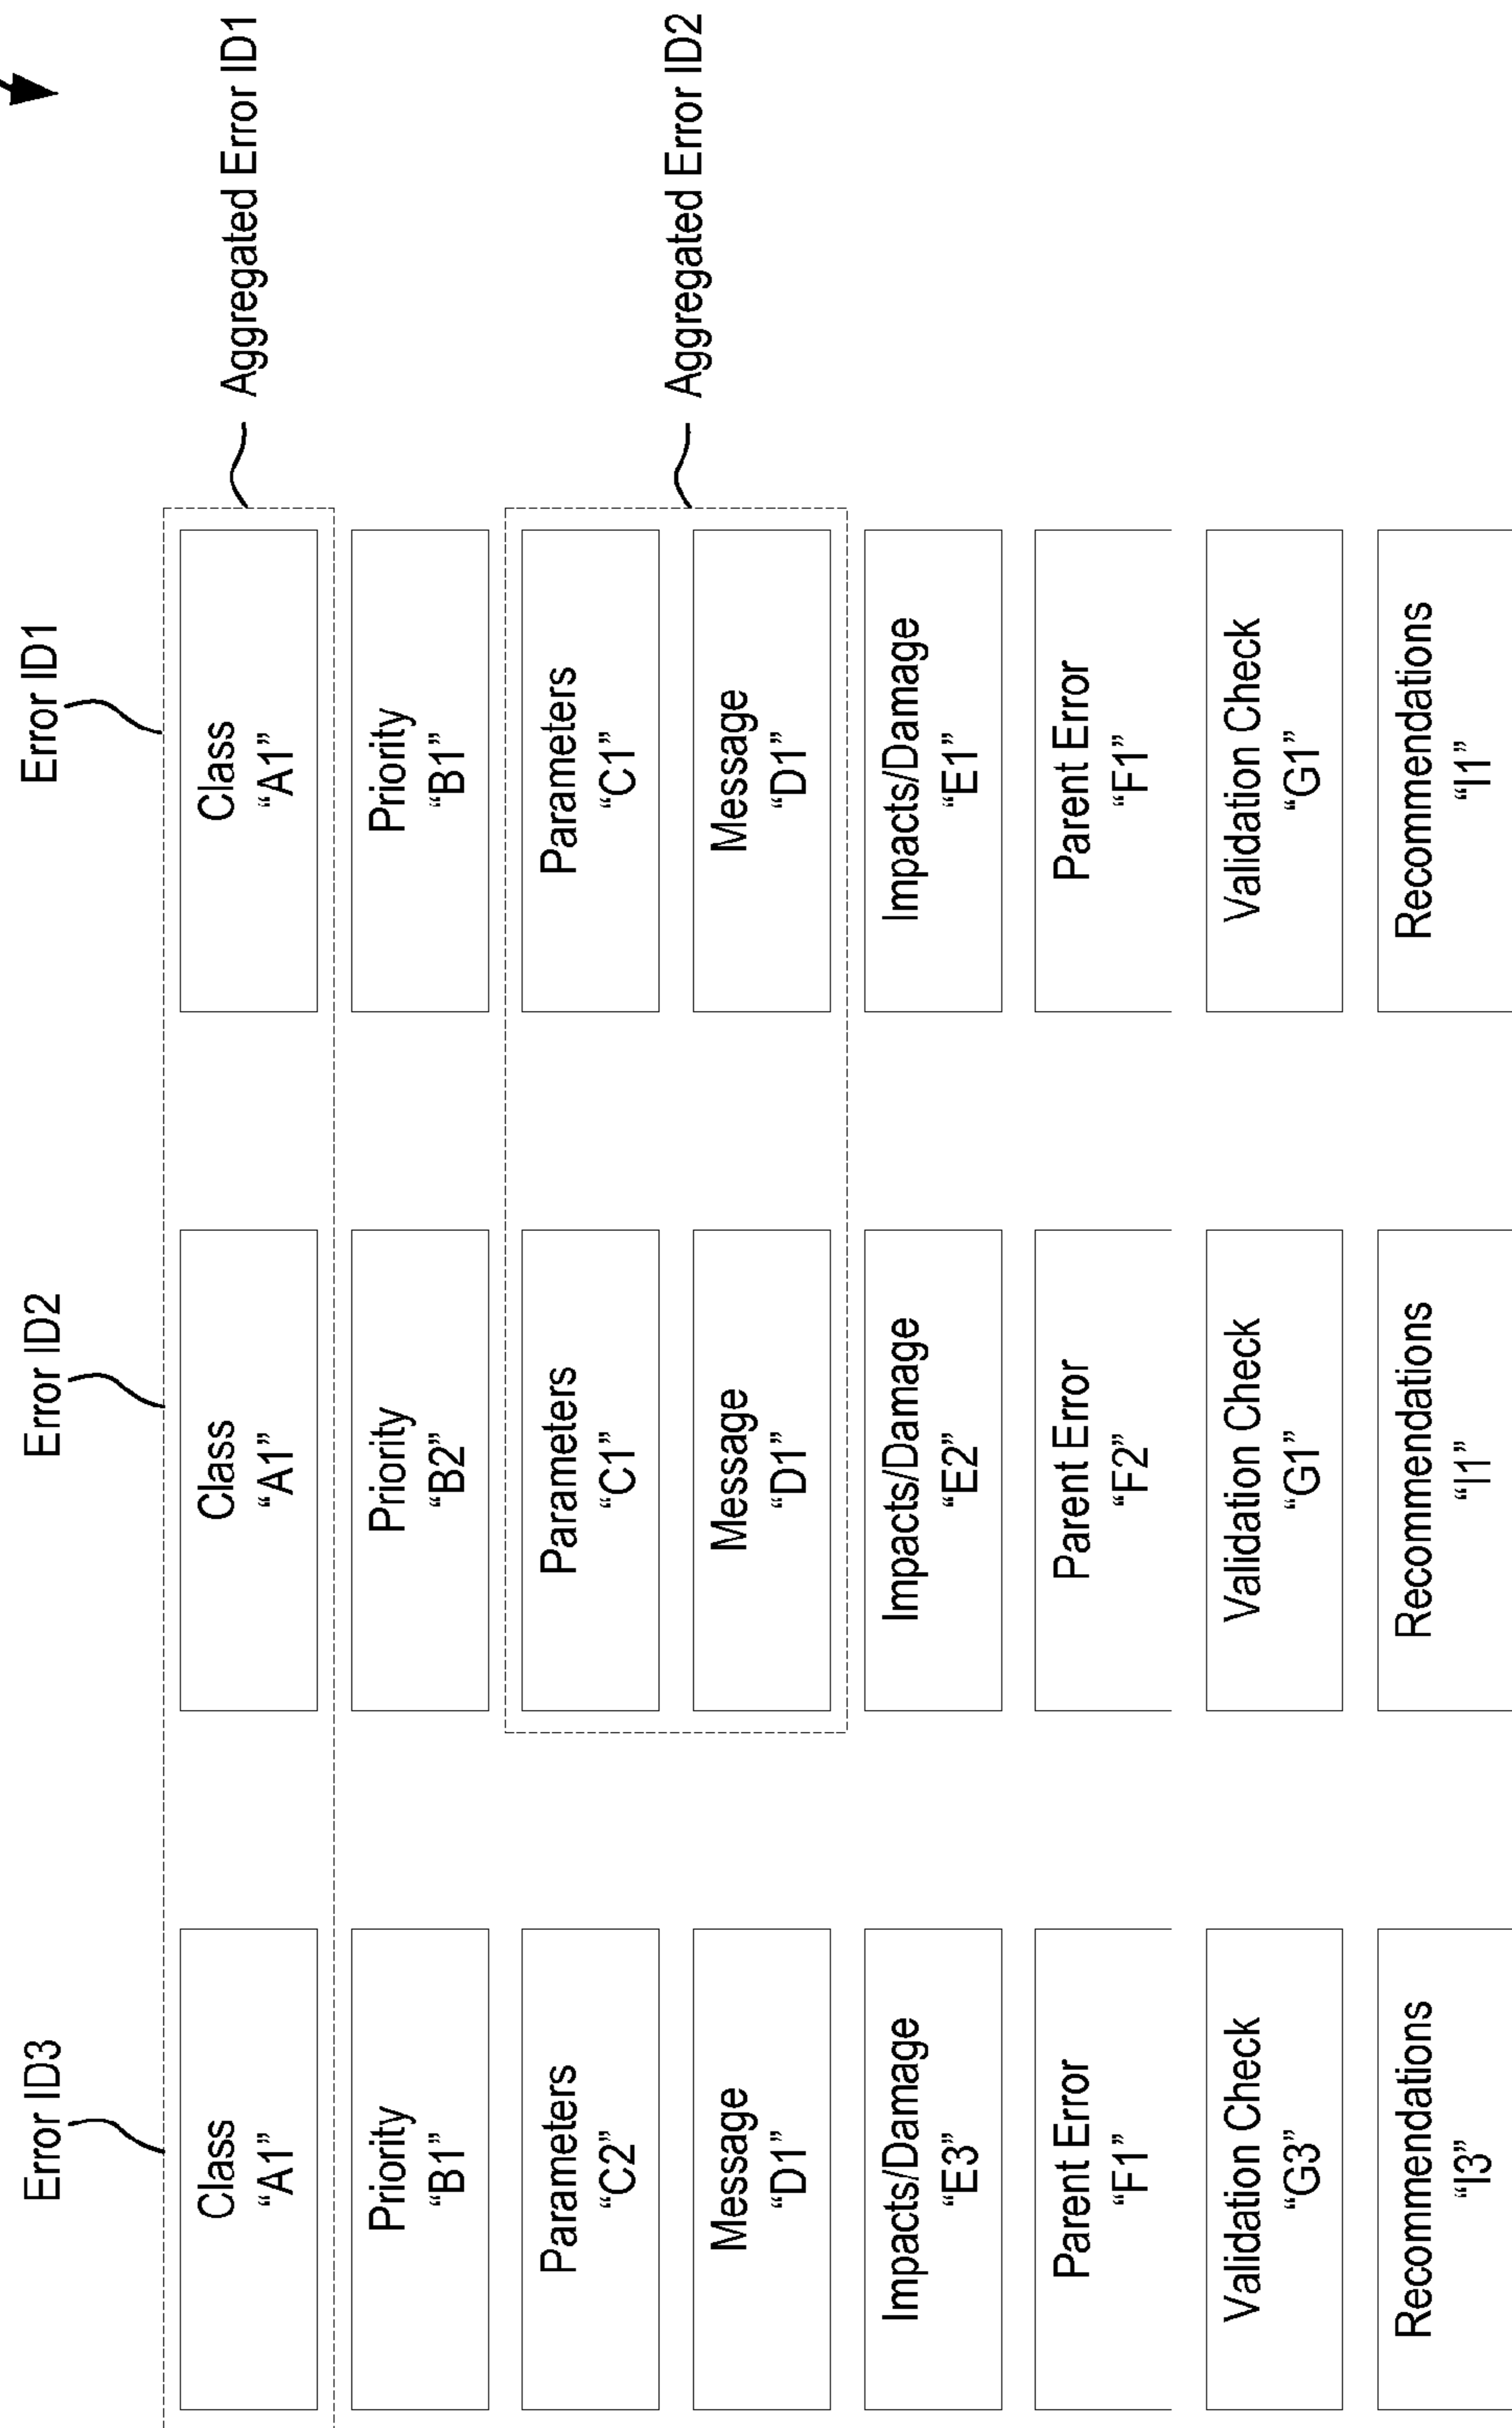 Error ID3
Error ID2
Error ID1
Class
“A1”
Class
“A1”
Class
“A1”
Aggregated Error ID1
Priority
“B1”
Priority
“B2”
Priority
“B1”
Parameters
“C2”
Parameters
“C1”
Parameters
“C1”
Message
“D1”
Message
“D1”
Message
“D1”
Aggregated Error ID2
Impacts/Damage
“E3”
Impacts/Damage
“E2”
Impacts/Damage
“E1”
Parent Error
“F1”
Parent Error
“F2”
Parent Error
“F1”
Validation Check
“G3”
Validation Check
“G1”
Validation Check
“G1”
Recommendations
“I3”
Recommendations
“I1”
Recommendations
“I1”